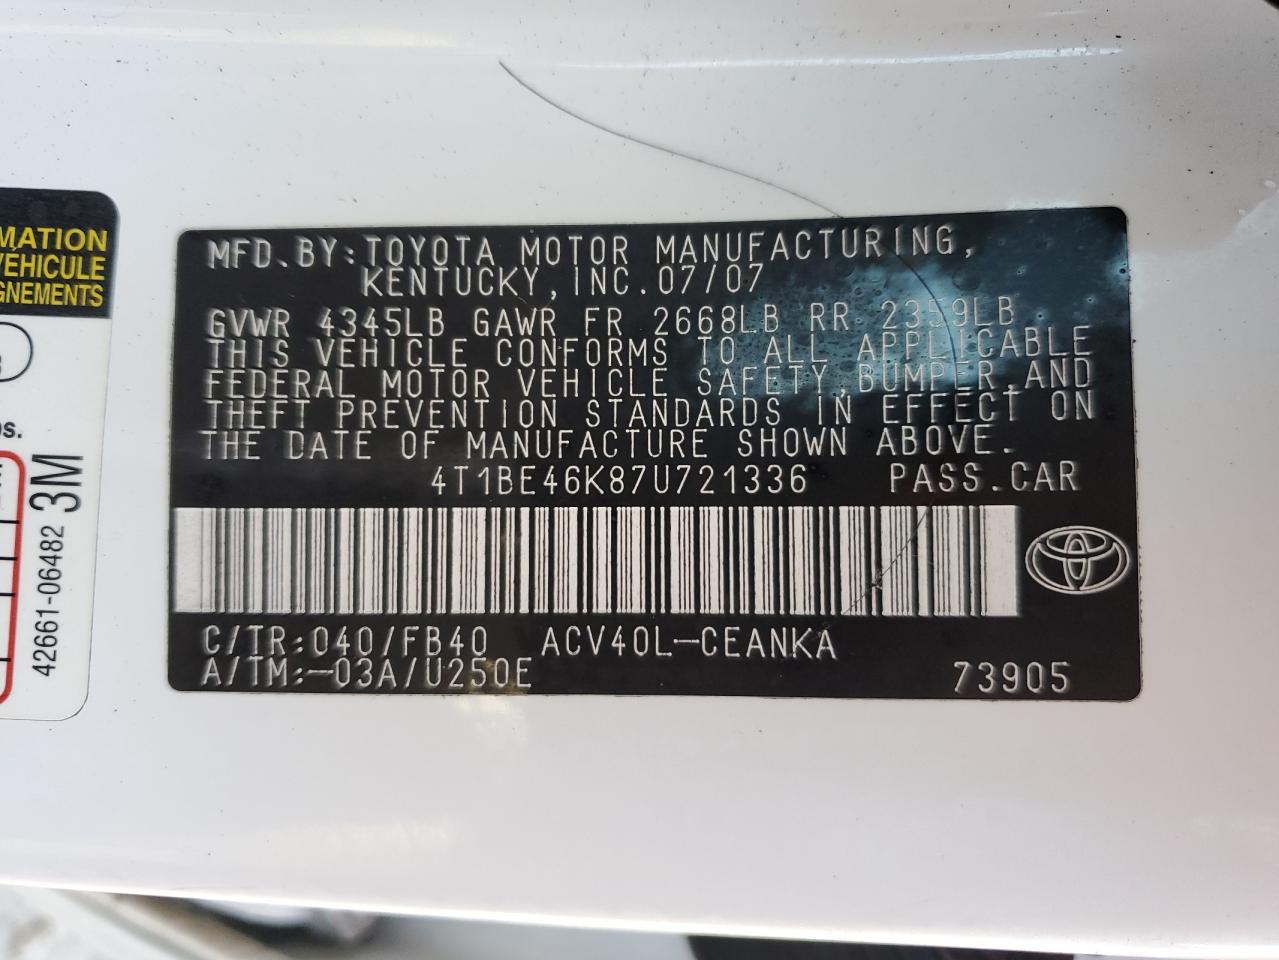 MATION
VEHICULE
GNEMENTS
42661-06482 3M
MFD.BY:TOYOTA MOTOR MANUFACTURING,
KENTUCKY,INC.07/07
GVWR 4345LB GAWR FR 2668LB RR 2359LB
THIS VEHICLE CONFORMS TO ALL APPLICABLE
FEDERAL MOTOR VEHICLE SAFETY,BUMPER,AND
THEFT PREVENTION STANDARDS IN EFFECT ON
THE DATE OF MANUFACTURE SHOWN ABOVE.
4T1BE46K87U721336 PASS.CAR
C/TR:040/FB40 ACV40L-CEANKA
A/TM:-03A/U250E 73905